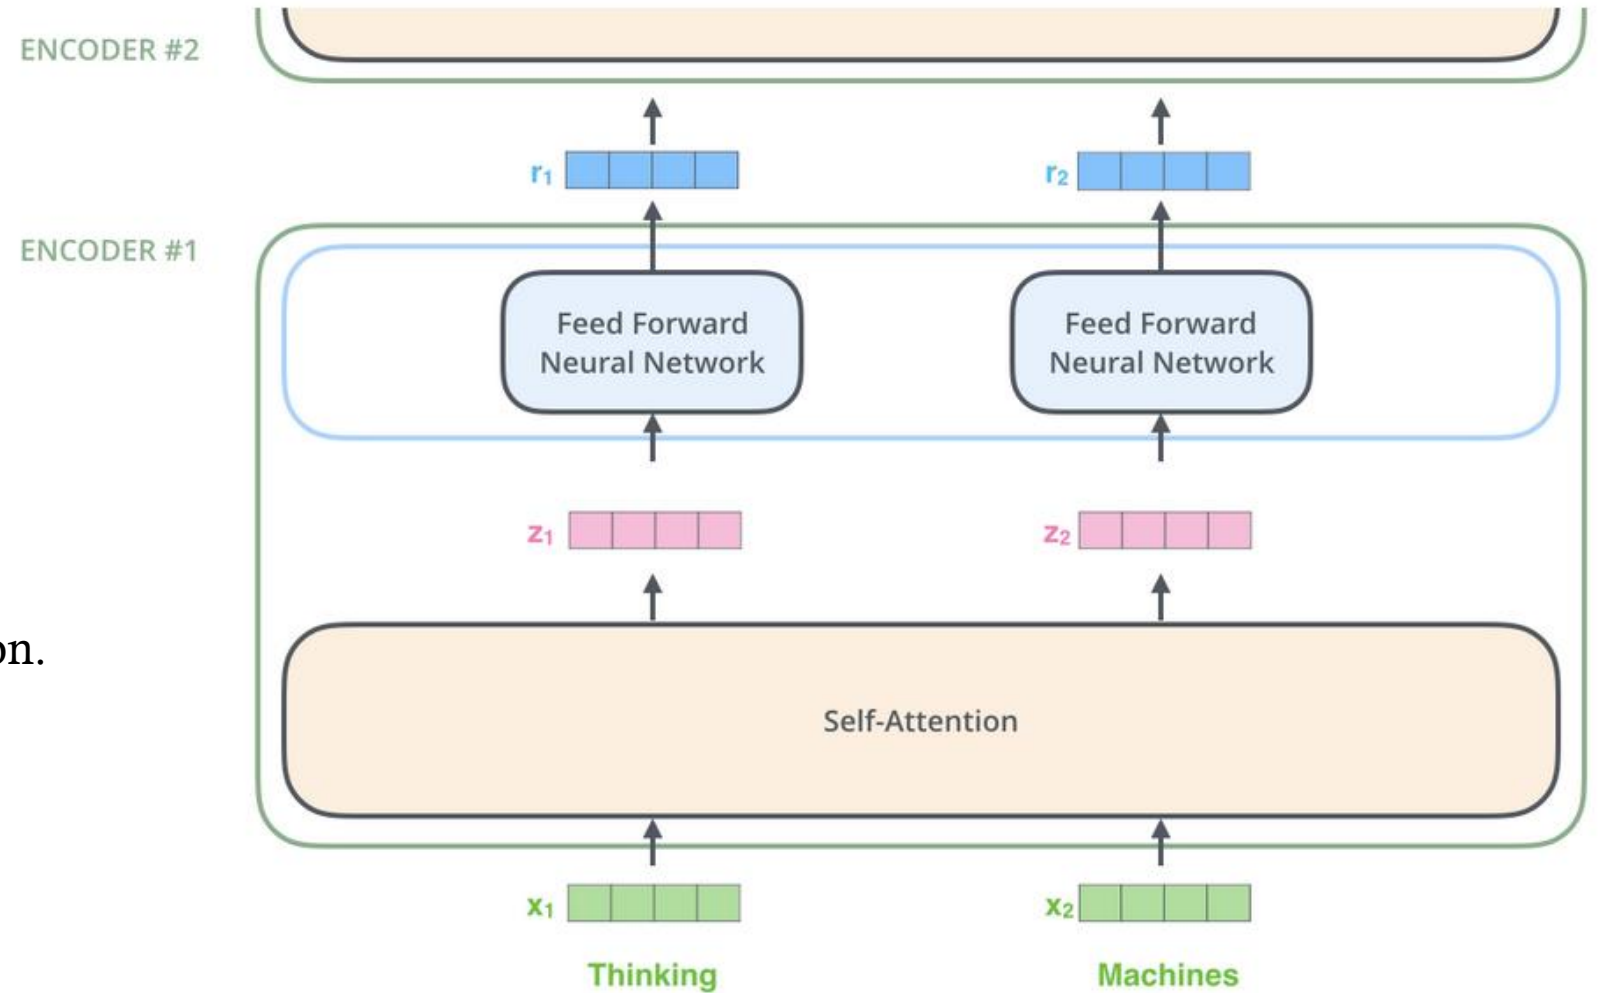 ENCODER #2
r₁
r₂
ENCODER #1
Feed Forward
Neural Network
Feed Forward
Neural Network
z₁
z₂
on.
Self-Attention
x₁
x₂
Thinking
Machines